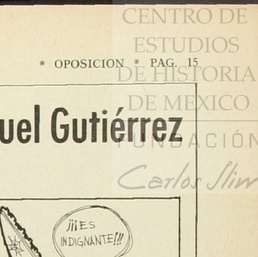 CENTRO DE
ESTUDIOS
DE HISTORIA
DE MEXICO
FUNDACIÓN
Carlos Slim
* OPOSICION * PAG. 15
uel Gutiérrez
¡¡¡ES
INDIGNANTE!!!